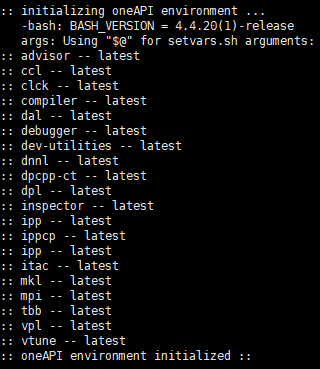 :: initializing oneAPI environment ...
-bash: BASH_VERSION = 4.4.20(1)-release
args: Using "$@" for setvars.sh arguments:
:: advisor -- latest
:: ccl -- latest
:: clck -- latest
:: compiler -- latest
:: dal -- latest
:: debugger -- latest
:: dev-utilities -- latest
:: dnnl -- latest
:: dpcpp-ct -- latest
:: dpl -- latest
:: inspector -- latest
:: ipp -- latest
:: ippcp -- latest
:: ipp -- latest
:: itac -- latest
:: mkl -- latest
:: mpi -- latest
:: tbb -- latest
:: vpl -- latest
:: vtune -- latest
:: oneAPI environment initialized ::